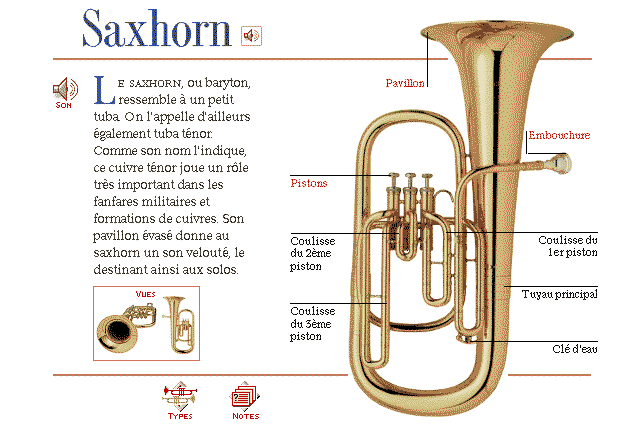 Saxhorn
Son
LE SAXHORN, ou baryton,
ressemble à un petit
tuba. On l'appelle d'ailleurs
également tuba ténor.
Comme son nom l'indique,
ce cuivre ténor joue un rôle
très important dans les
fanfares militaires et
formations de cuivres. Son
pavillon évasé donne au
saxhorn un son velouté, le
destinant ainsi aux solos.
VUES
Pavillon
Embouchure
Pistons
Coulisse
du 2ème
piston
Coulisse du
1er piston
Tuyau principal
Coulisse
du 3ème
piston
Clé d'eau
TYPES
NOTES